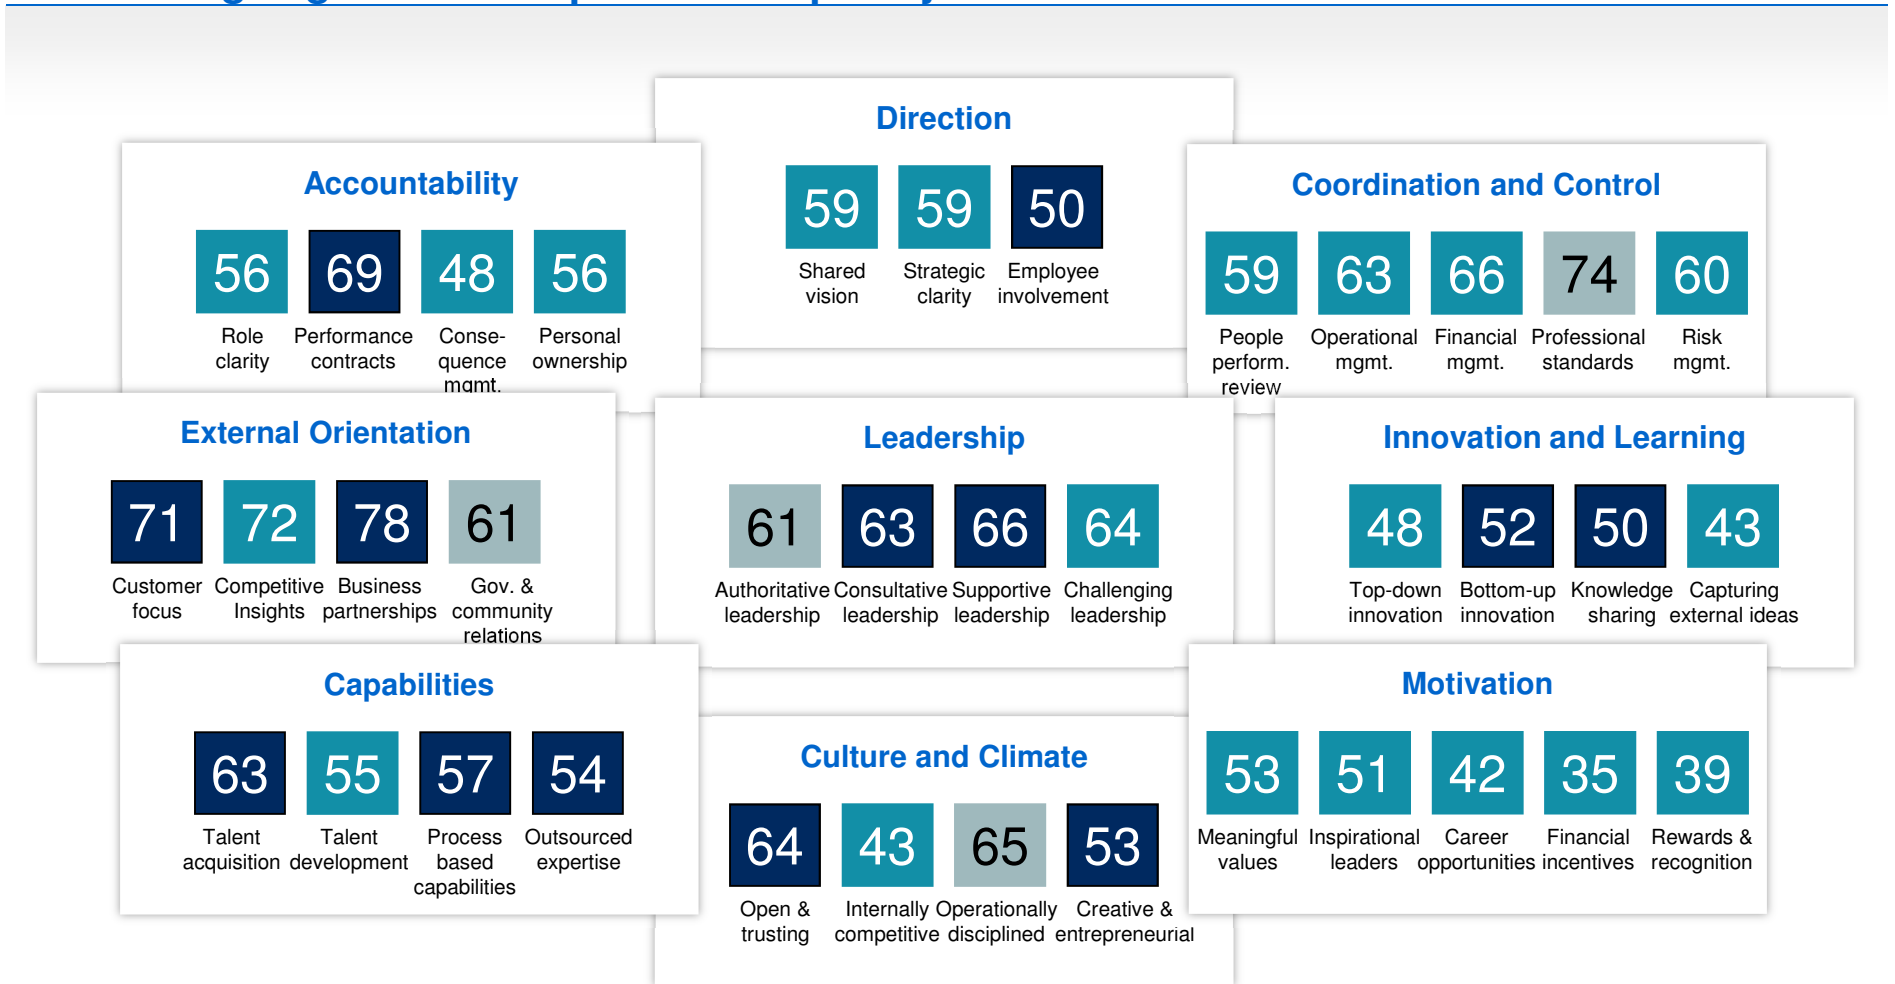 Direction
59 59 50
Shared Strategic Employee
vision clarity involvement
Accountability
56 69 48 56
Role Performance Conse- Personal
clarity contracts quence ownership
mgmt.
Coordination and Control
59 63 66 74 60
People Operational Financial Professional Risk
perform. mgmt. mgmt. standards mgmt.
review
External Orientation
71 72 78 61
Customer Competitive Business Gov. &
focus Insights partnerships community
relations
Leadership
61 63 66 64
Authoritative Consultative Supportive Challenging
leadership leadership leadership leadership
Innovation and Learning
48 52 50 43
Top-down Bottom-up Knowledge Capturing
innovation innovation sharing external ideas
Capabilities
63 55 57 54
Talent Talent Process Outsourced
acquisition development based expertise
capabilities
Culture and Climate
64 43 65 53
Open & Internally Operationally Creative &
trusting competitive disciplined entrepreneurial
Motivation
53 51 42 35 39
Meaningful Inspirational Career Financial Rewards &
values leaders opportunities incentives recognition